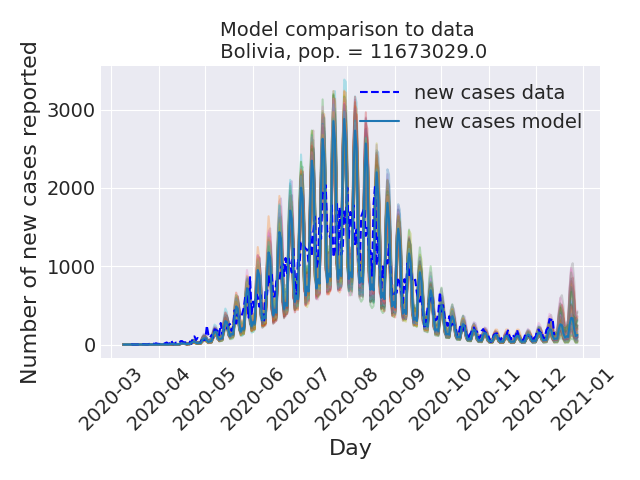 Model comparison to data
Bolivia, pop. = 11673029.0
new cases data
new cases model
Number of new cases reported
3000
2000
1000
0
2020-03
2020-04
2020-05
2020-06
2020-07
2020-08
2020-09
2020-10
2020-11
2020-12
2021-01
Day